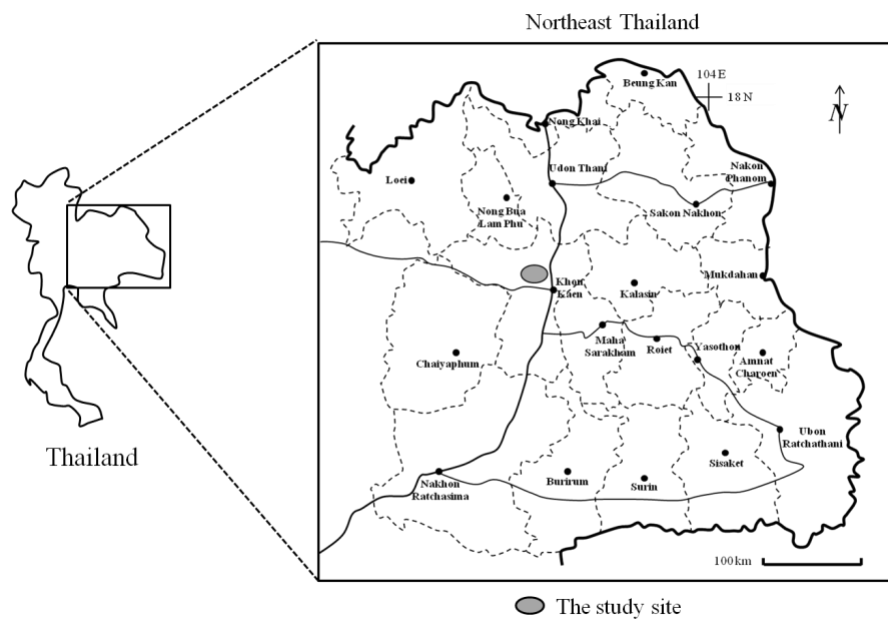 Northeast Thailand
104 E
18 N
N
Beung Kan
Nong Khai
Udon Thani
Nakon
Phanom
Loei
Nong Bua
Lam Phu
Sakon Nakhon
Mukdahan
Khon
Kaen
Kalasin
Maha
Sarakham
Roiet
Yasothon
Amnat
Charoen
Chaiyaphum
Thailand
Ubon
Ratchathani
Sisaket
Nakhon
Ratchasima
Burirum
Surin
100 km
The study site